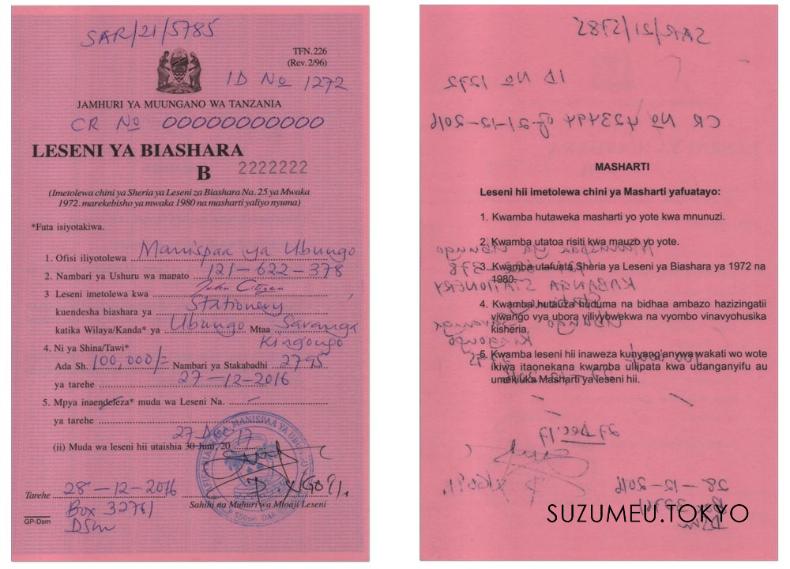 SAR/21/5785
TFN. 226
(Rev. 2/96)
ID No 1272
JAMHURI YA MUUNGANO WA TANZANIA
CR No 00000000000
LESENI YA BIASHARA
B 2222222
(Imetolewa chini ya Sheria ya Leseni za Biashara Na. 25 ya Mwaka
1972. marekebisho ya mwaka 1980 na masharti yaliyo nyuma)
*Futa isiyotakiwa.
1. Ofisi iliyotolewa Manispaa ya Ubungo
2. Nambari ya Ushuru wa mapato 121-622-378
3 Leseni imetolewa kwa John Citizen
kuendesha biashara ya Stationery
katika Wilaya/Kanda* ya Ubungo Mtaa Saranga
Kingongo
4. Ni ya Shina/Tawi*
Ada Sh. 100,000/= Nambari ya Stakabadhi 2795
ya tarehe 27-12-2016
5. Mpya inaendeleza* muda wa Leseni Na.
ya tarehe
27 Dec 17
(ii) Muda wa leseni hii utaishia 30 Juni, 20
Tarehe 28-12-2016
Sahihi na Muhuri wa Mtoaji Leseni
Box 32761
Dsm
GP-Dsm
SAR/21/5785
ID No 1272
CR No 423494 of 21-12-2016
MASHARTI
Leseni hii imetolewa chini ya Masharti yafuatayo:
1. Kwamba hutaweka masharti yo yote kwa mnunuzi.
2. Kwamba utatoa risiti kwa mauzo yo yote.
3. Kwamba utafuata Sheria ya Leseni ya Biashara ya 1972 na
1980.
4. Kwamba hutauza huduma na bidhaa ambazo hazizingatii
viwango vya ubora vilivyowekwa na vyombo vinavyohusika
kisheria.
5. Kwamba leseni hii inaweza kunyang'anywa wakati wo wote
ikiwa itaonekana kwamba uliipata kwa udanganyifu au
umekiuka Masharti ya leseni hii.
27 Dec. 17
28-12-2016
SUZUMEU.TOKYO